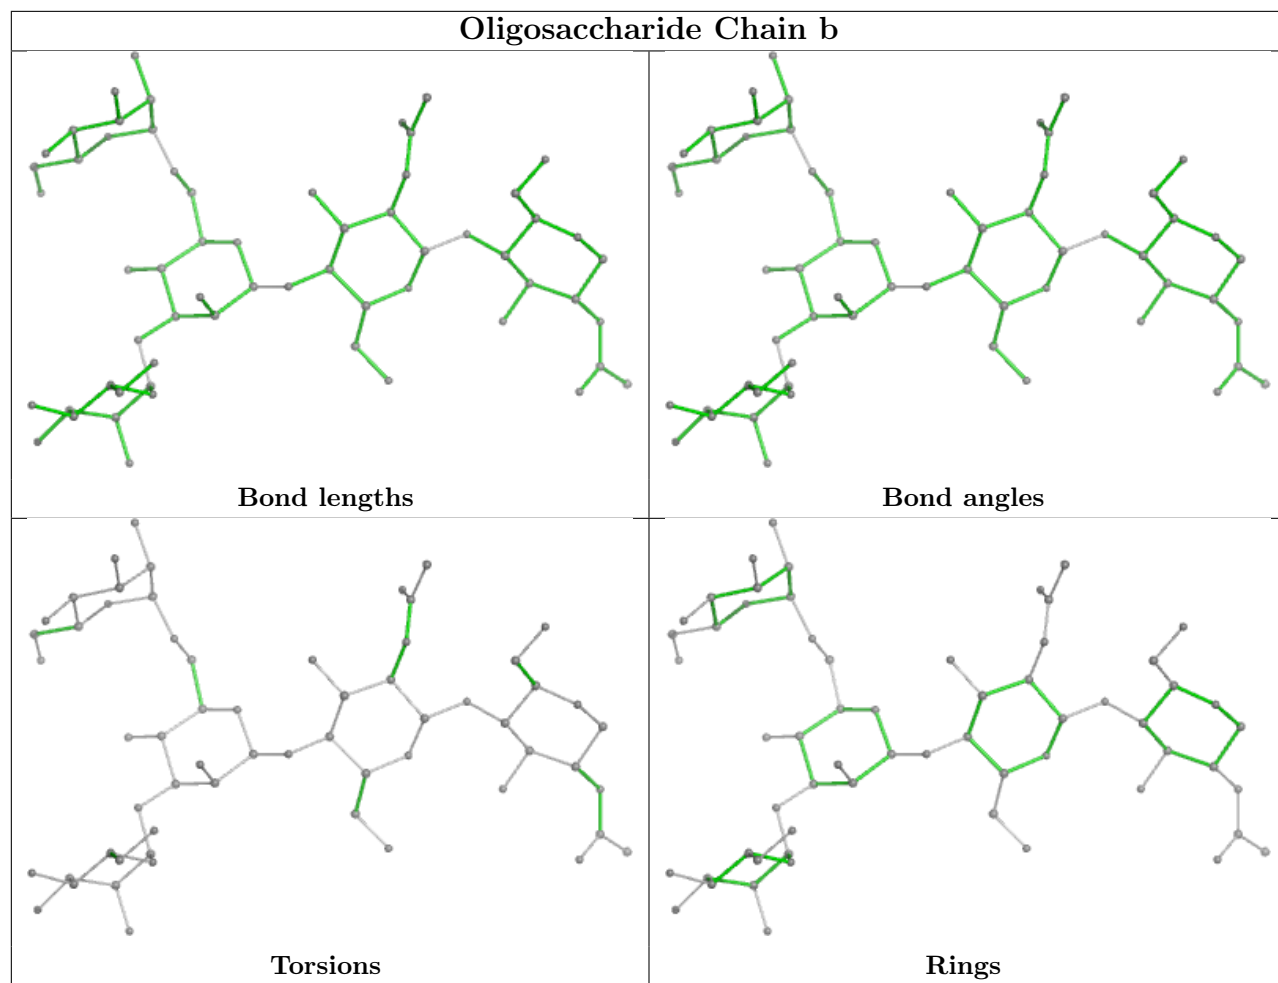 Oligosaccharide Chain b
Bond lengths
Bond angles
Torsions
Rings